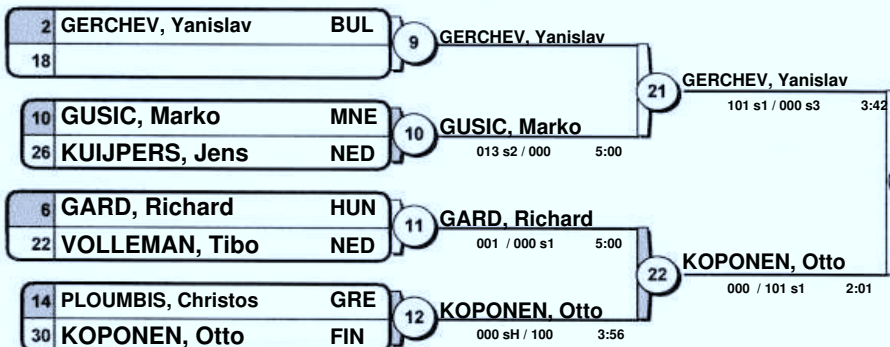 2 GERCHEV, Yanislav BUL
18
9
GERCHEV, Yanislav
10 GUSIC, Marko MNE
26 KUIJPERS, Jens NED
10
GUSIC, Marko
013 s2 / 000 5:00
21
GERCHEV, Yanislav
101 s1 / 000 s3 3:42
6 GARD, Richard HUN
22 VOLLEMAN, Tibo NED
11
GARD, Richard
001 / 000 s1 5:00
14 PLOUMBIS, Christos GRE
30 KOPONEN, Otto FIN
12
KOPONEN, Otto
000 sH / 100 3:56
22
KOPONEN, Otto
000 / 101 s1 2:01